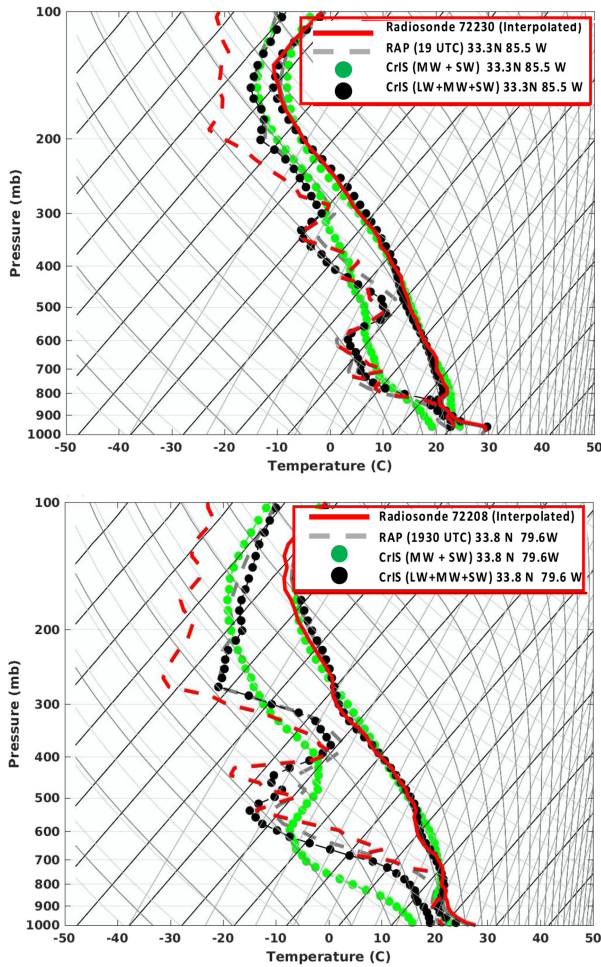 100
Radiosonde 72230 (Interpolated)
RAP (19 UTC) 33.3N 85.5 W
CrIS (MW + SW) 33.3N 85.5 W
CrIS (LW+MW+SW) 33.3N 85.5 W
200
300
400
500
600
700
800
900
1000
Pressure (mb)
-50 -40 -30 -20 -10 0 10 20 30 40 50
Temperature (C)
100
Radiosonde 72208 (Interpolated)
RAP (1930 UTC) 33.8 N 79.6W
CrIS (MW + SW) 33.8 N 79.6W
CrIS (LW+MW+SW) 33.8 N 79.6 W
200
300
400
500
600
700
800
900
1000
Pressure (mb)
-50 -40 -30 -20 -10 0 10 20 30 40 50
Temperature (C)